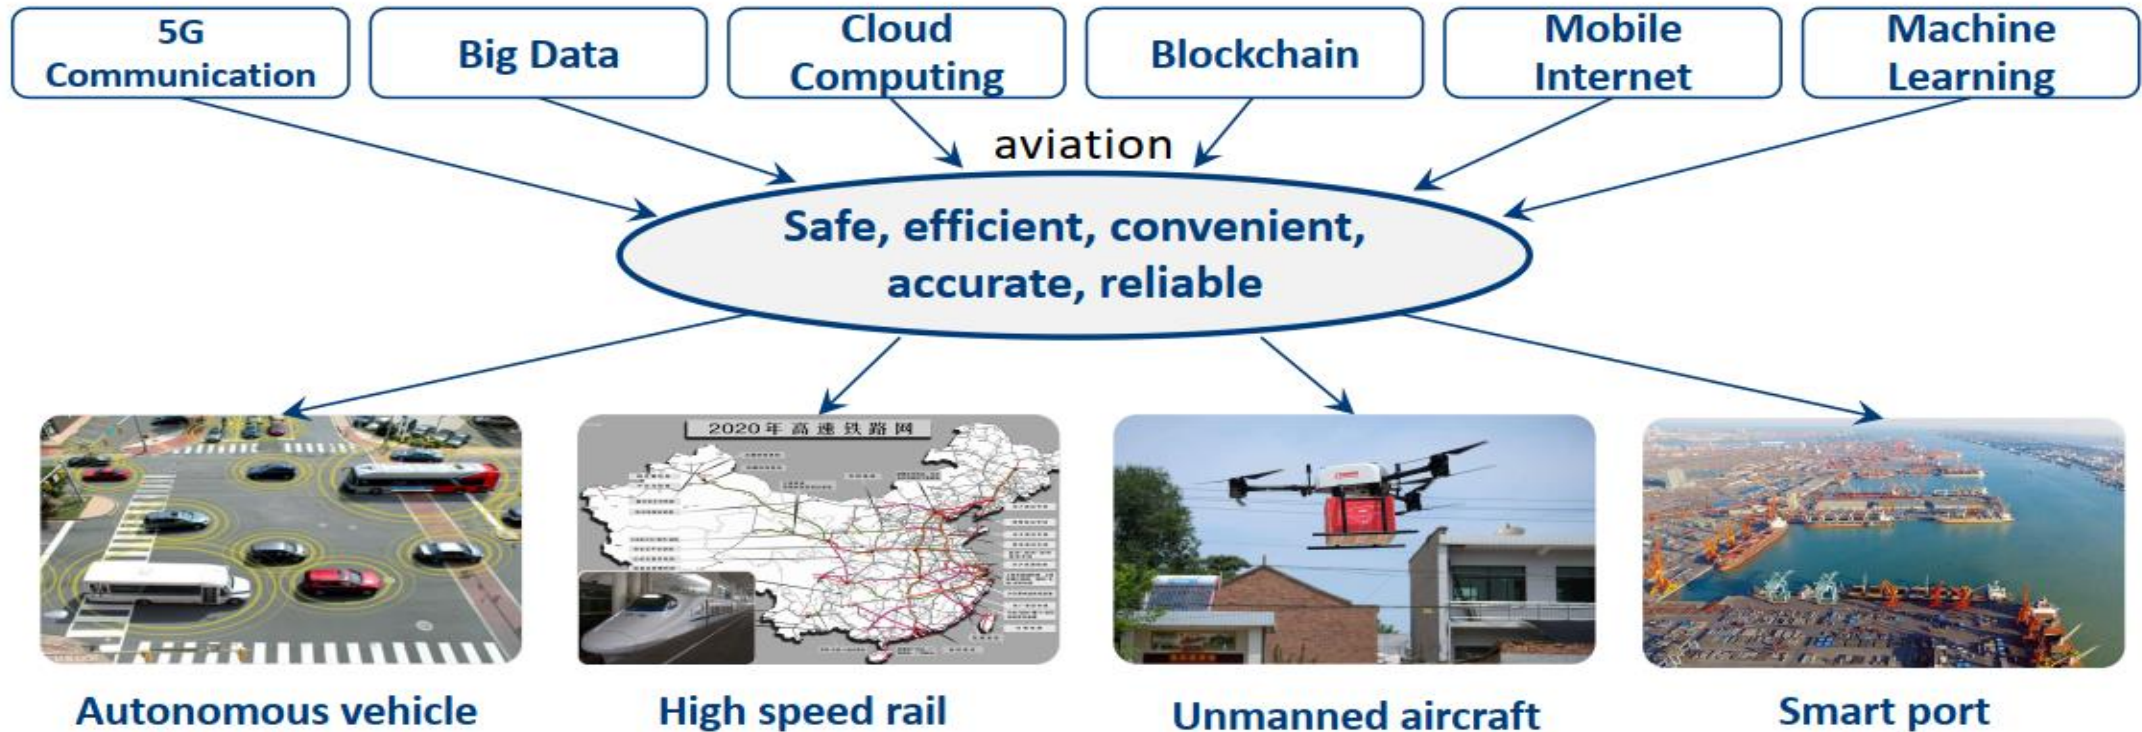 5G
Communication
Big Data
Cloud
Computing
Blockchain
Mobile
Internet
Machine
Learning
aviation
Safe, efficient, convenient,
accurate, reliable
2020年高速铁路网
Autonomous vehicle
High speed rail
Unmanned aircraft
Smart port